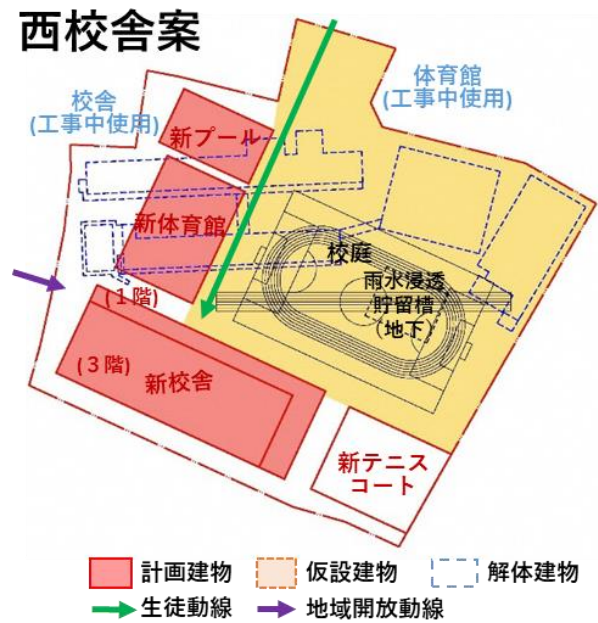 西校舎案
校舎
(工事中使用)
体育館
(工事中使用)
新プール
新体育館
校庭
雨水浸透
貯留槽
(地下)
(1階)
(3階)
新校舎
新テニス
コート
計画建物
仮設建物
解体建物
生徒動線
地域開放動線